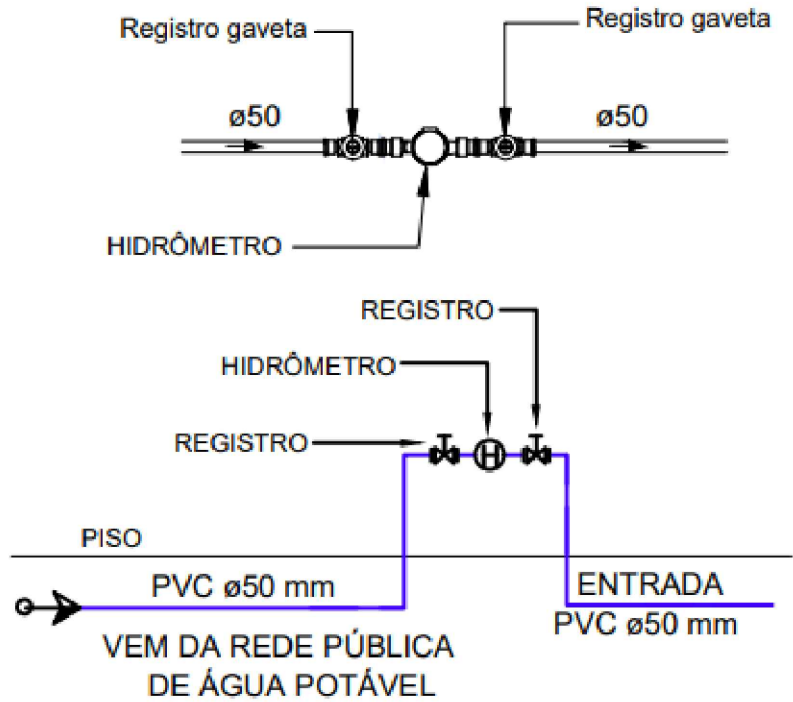 Registro gaveta
Registro gaveta
ø50
ø50
HIDRÔMETRO
REGISTRO
HIDRÔMETRO
REGISTRO
H
PISO
PVC ø50 mm
ENTRADA
PVC ø50 mm
VEM DA REDE PÚBLICA
DE ÁGUA POTÁVEL